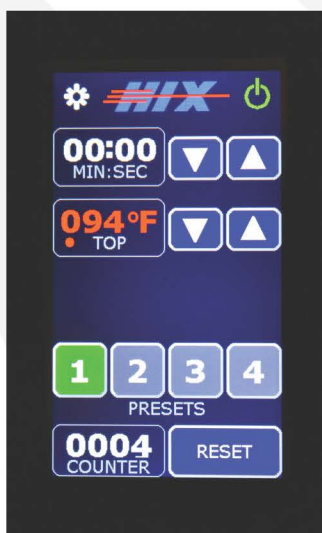 HIX
00:00
MIN:SEC
094°F
TOP
1 2 3 4
PRESETS
0004
COUNTER
RESET